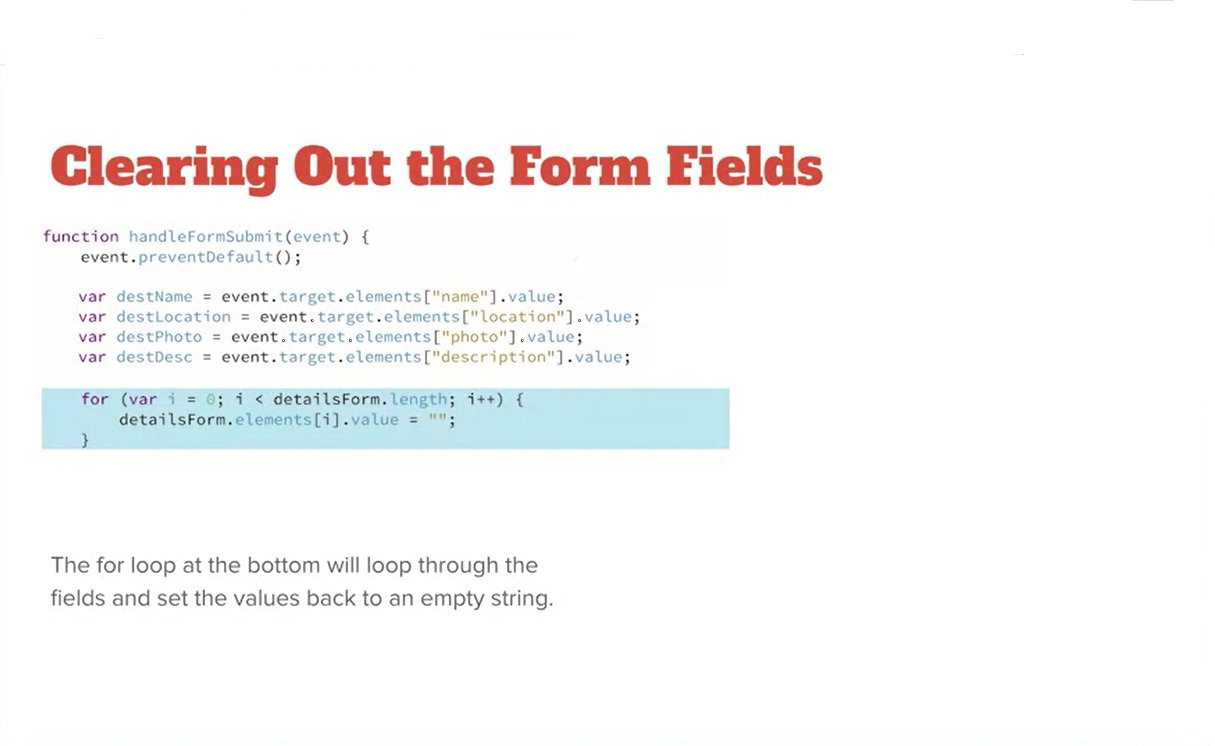 Clearing Out the Form Fields
function handleFormSubmit(event) {
    event.preventDefault();
    var destName = event.target.elements["name"].value;
    var destLocation = event.target.elements["location"].value;
    var destPhoto = event.target.elements["photo"].value;
    var destDesc = event.target.elements["description"].value;
    for (var i = 0; i < detailsForm.length; i++) {
        detailsForm.elements[i].value = "";
    }
The for loop at the bottom will loop through the
fields and set the values back to an empty string.